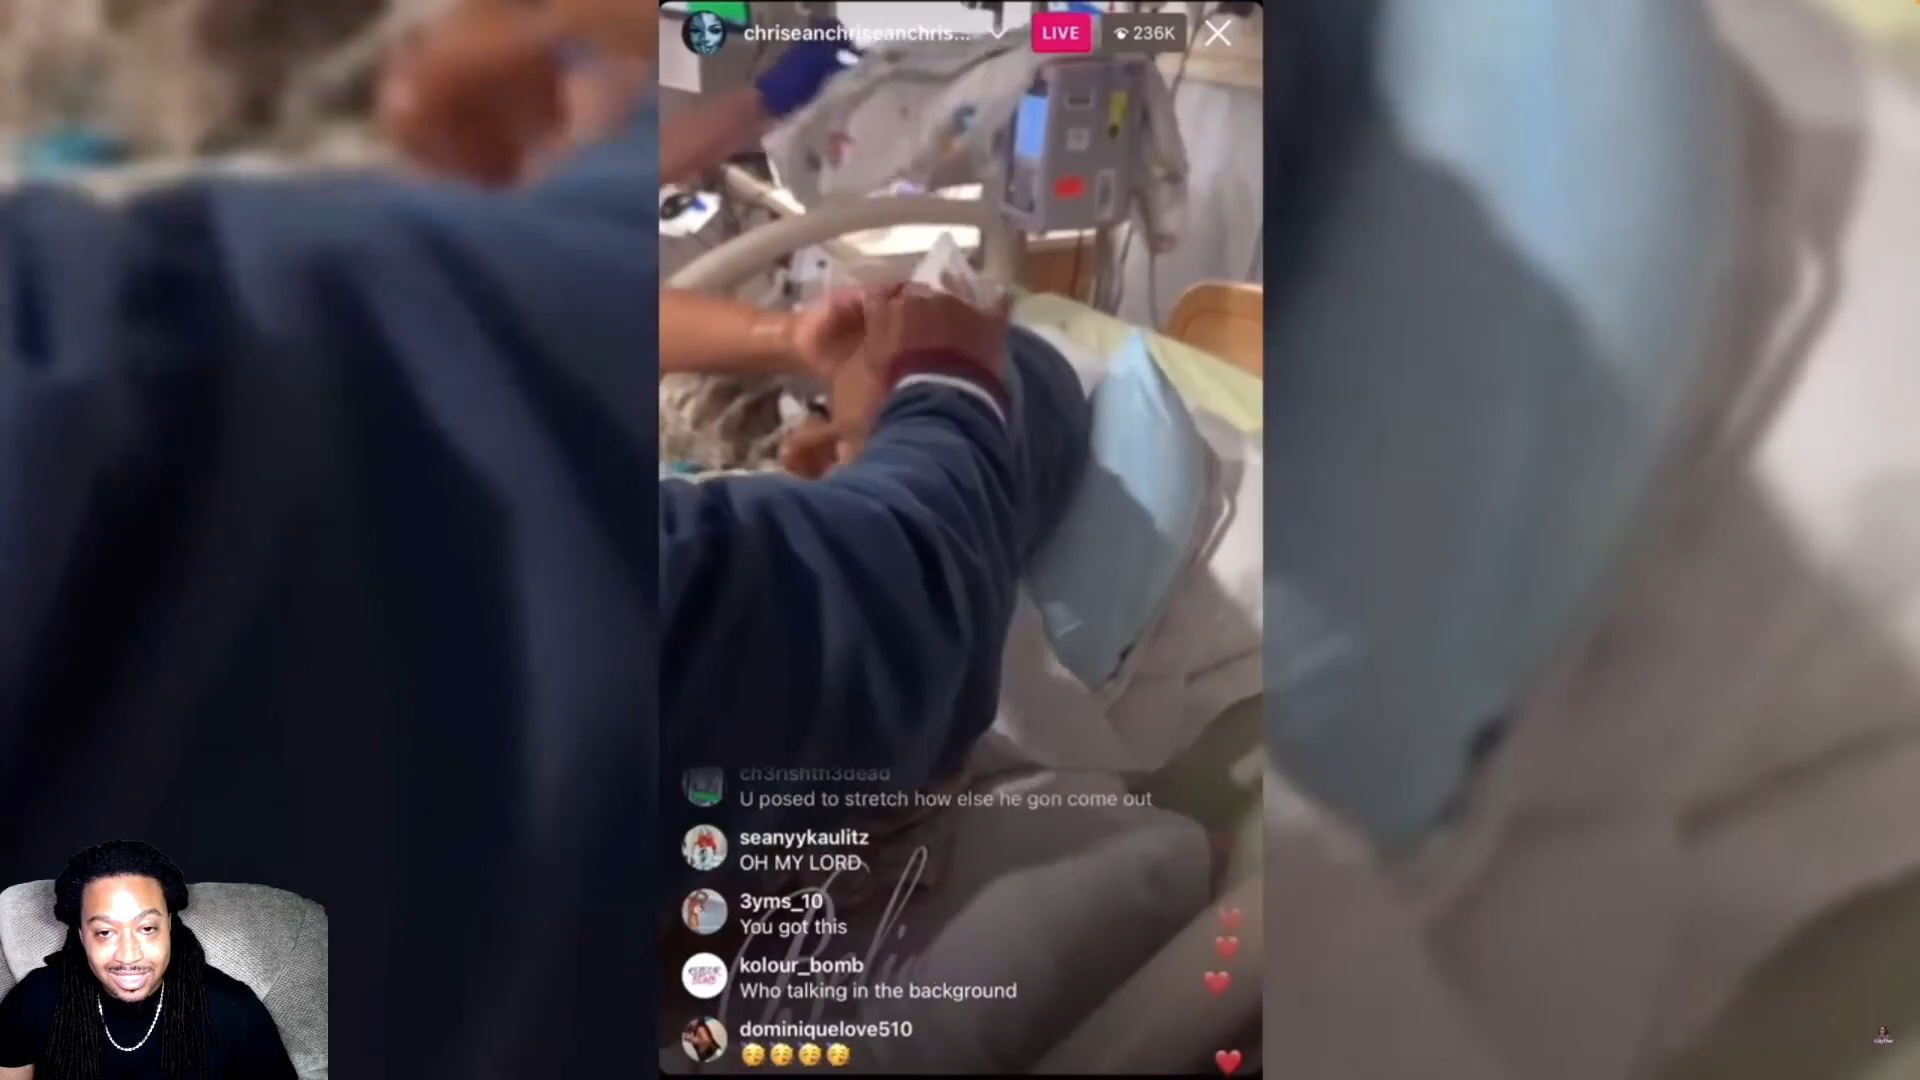 chriseanchriseanchris...
LIVE
236K
ch3rishth3dead
U posed to stretch how else he gon come out
seanyykaulitz
OH MY LORD
3yms_10
You got this
kolour_bomb
Who talking in the background
dominiquelove510
🥳🥳🥳🥳